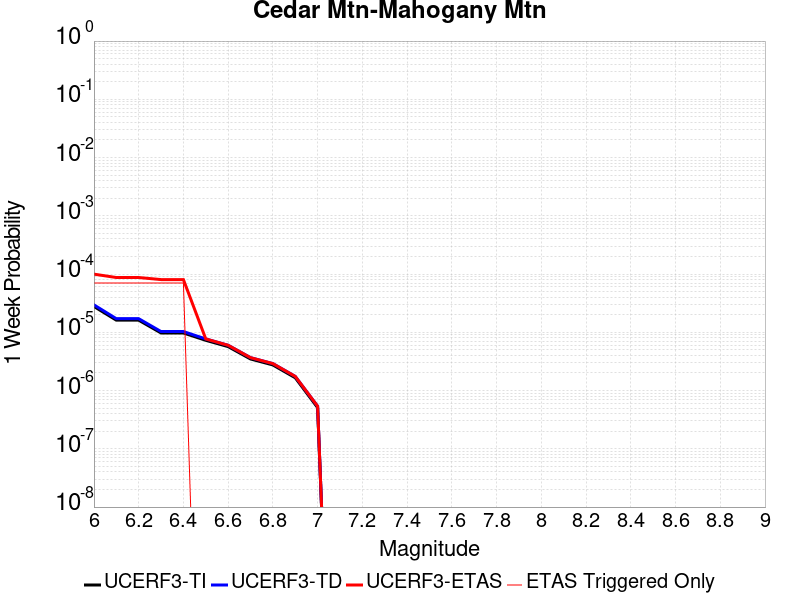 Cedar Mtn-Mahogany Mtn
10^0
10^-1
10^-2
10^-3
10^-4
10^-5
10^-6
10^-7
10^-8
1 Week Probability
6 6.2 6.4 6.6 6.8 7 7.2 7.4 7.6 7.8 8 8.2 8.4 8.6 8.8 9
Magnitude
UCERF3-TI UCERF3-TD UCERF3-ETAS ETAS Triggered Only